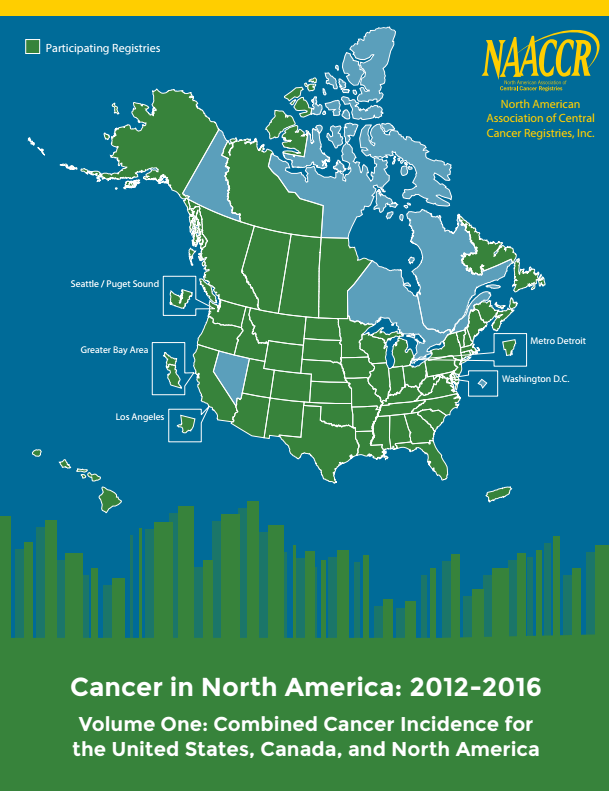 Participating Registries
NAACCR
North American Association of
Central Cancer Registries
North American
Association of Central
Cancer Registries, Inc.
Seattle / Puget Sound
Greater Bay Area
Los Angeles
Metro Detroit
Washington D.C.
Cancer in North America: 2012-2016
Volume One: Combined Cancer Incidence for
the United States, Canada, and North America